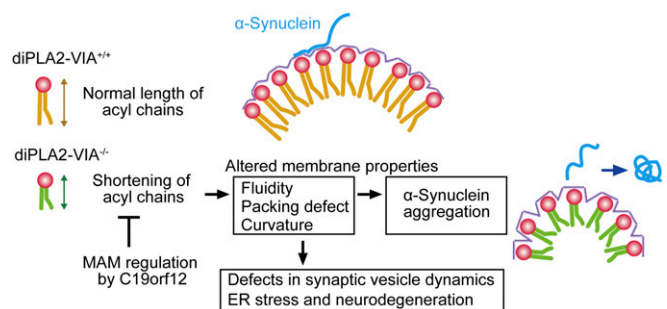 α-Synuclein
diPLA2-VIA+/+
Normal length of
acyl chains
diPLA2-VIA-/-
Shortening of
acyl chains
Altered membrane properties
Fluidity
Packing defect
Curvature
α-Synuclein
aggregation
MAM regulation
by C19orf12
Defects in synaptic vesicle dynamics
ER stress and neurodegeneration